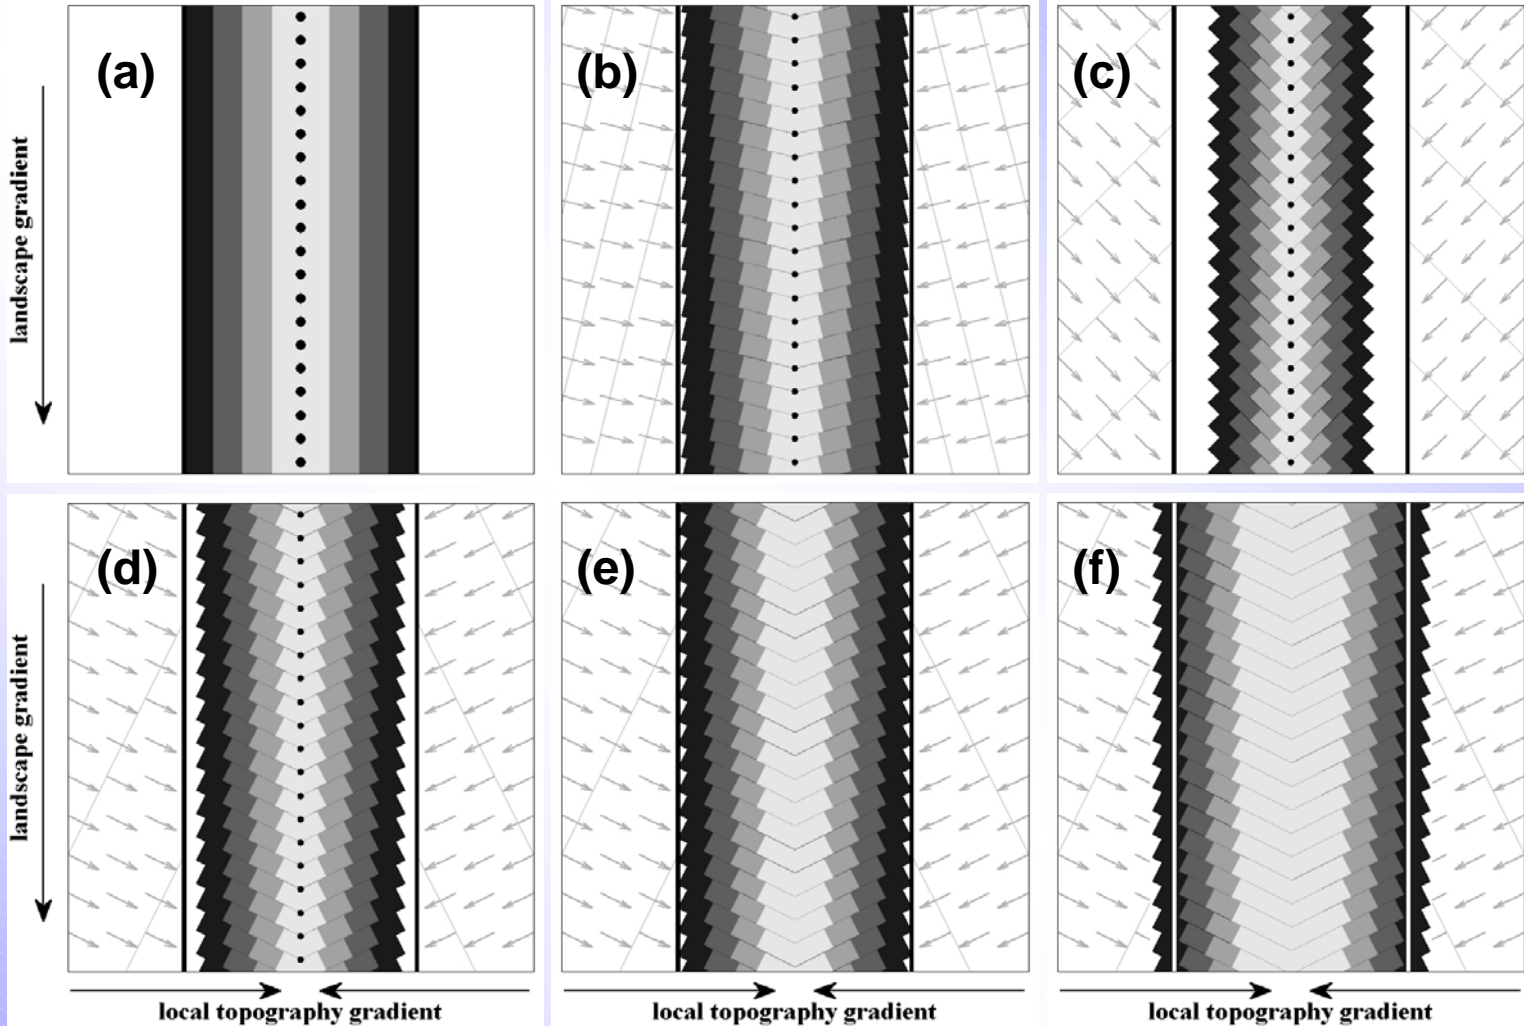 (a)
(b)
(c)
landscape gradient
(d)
(e)
(f)
landscape gradient
local topography gradient
local topography gradient
local topography gradient